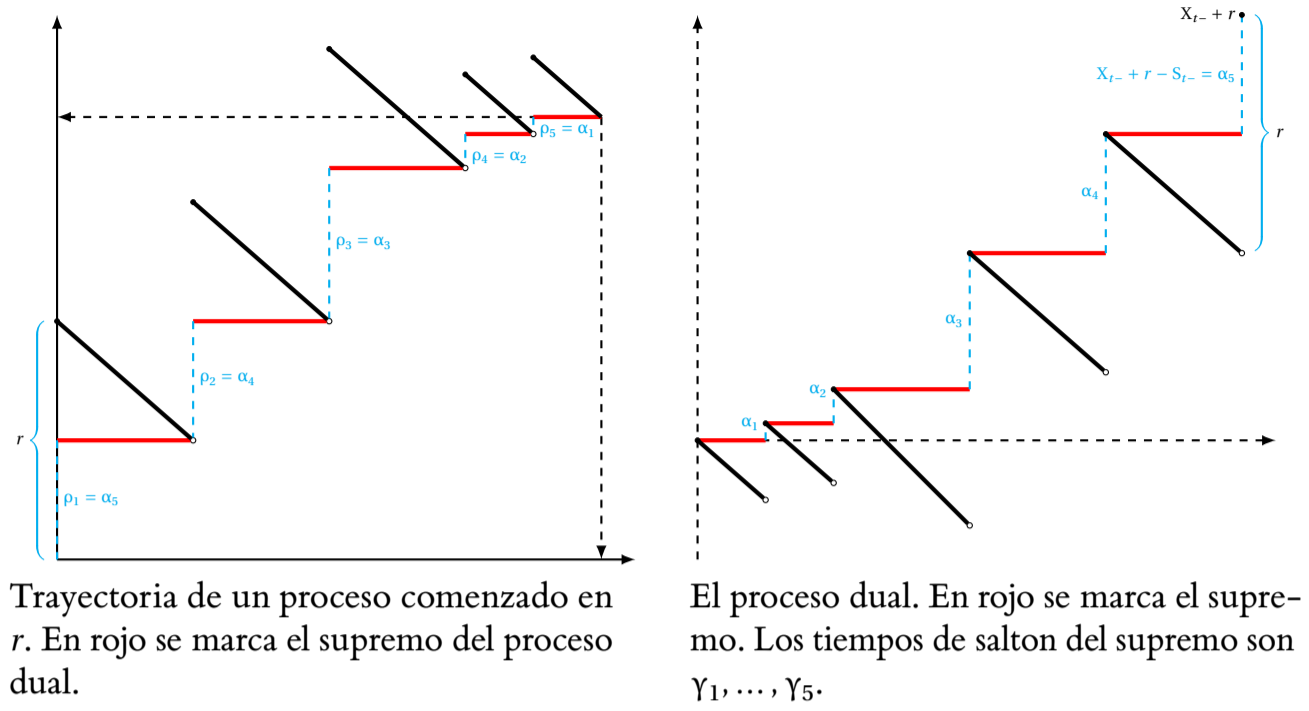 r
ρ₁ = α₅
ρ₂ = α₄
ρ₃ = α₃
ρ₄ = α₂
ρ₅ = α₁
Trayectoria de un proceso comenzado en
r. En rojo se marca el supremo del proceso
dual.
X_{t−} + r
X_{t−} + r − S_{t−} = α₅
r
α₄
α₃
α₂
α₁
El proceso dual. En rojo se marca el supre-
mo. Los tiempos de salton del supremo son
γ₁, … , γ₅.